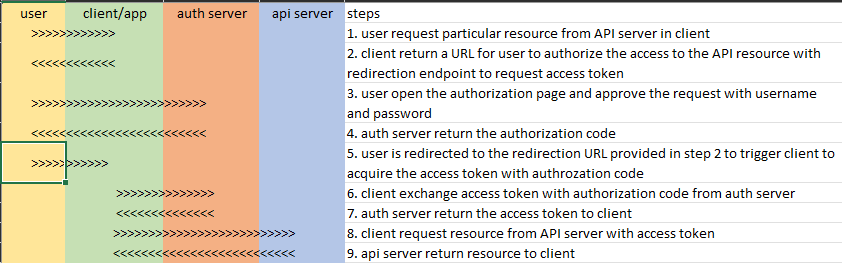 user client/app auth server api server steps
>>>>>>>>>>>> 1. user request particular resource from API server in client
<<<<<<<<<<<< 2. client return a URL for user to authorize the access to the API resource with
redirection endpoint to request access token
>>>>>>>>>>>>>>>>>>>>>>>>> 3. user open the authorization page and approve the request with username
and password
<<<<<<<<<<<<<<<<<<<<<<<<< 4. auth server return the authorization code
>>>>>>>>>>> 5. user is redirected to the redirection URL provided in step 2 to trigger client to
acquire the access token with authrozation code
>>>>>>>>>>>>>> 6. client exchange access token with authorization code from auth server
<<<<<<<<<<<<<< 7. auth server return the access token to client
>>>>>>>>>>>>>>>>>>>>>>>>>> 8. client request resource from API server with access token
<<<<<<<<<<<<<<<<<<<<<<<<<< 9. api server return resource to client